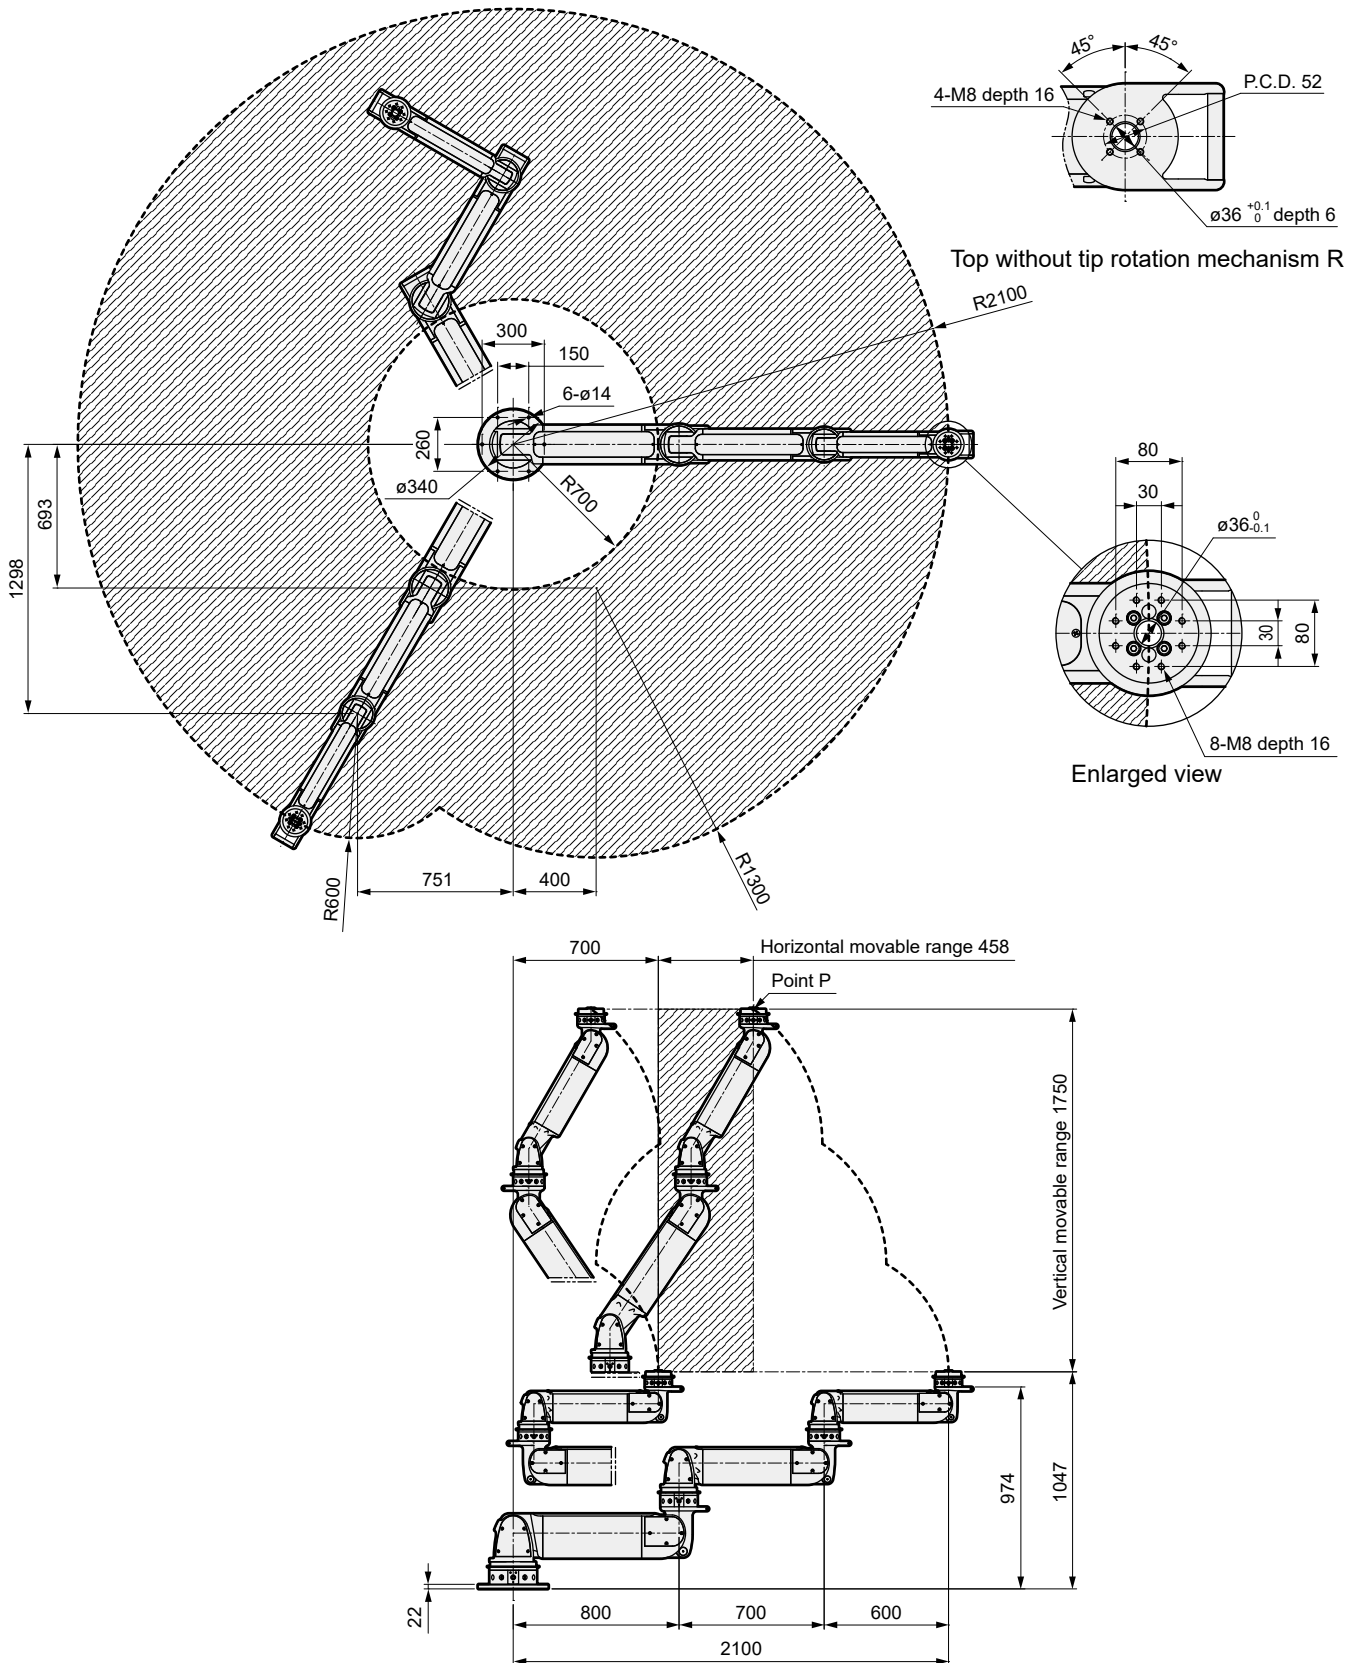 45°
45°
4-M8 depth 16
P.C.D. 52
ø36 +0.1 0 depth 6
Top without tip rotation mechanism R
R2100
300
150
6-ø14
260
ø340
R700
693
1298
80
30
ø36 0 -0.1
30
80
8-M8 depth 16
Enlarged view
751
400
R600
R1300
700
Horizontal movable range 458
Point P
Vertical movable range 1750
974
1047
22
800
700
600
2100